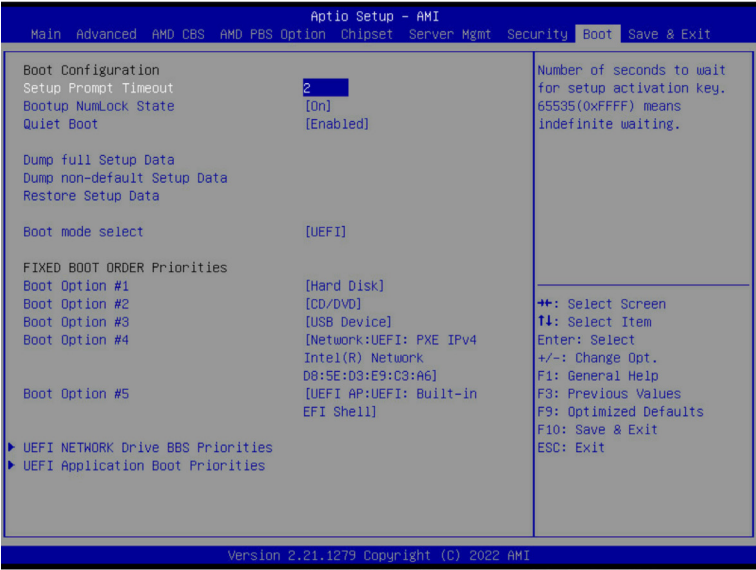 Aptio Setup – AMI
Main Advanced AMD CBS AMD PBS Option Chipset Server Mgmt Security Boot Save & Exit
Boot Configuration
Setup Prompt Timeout 2
Bootup NumLock State [On]
Quiet Boot [Enabled]
Dump full Setup Data
Dump non-default Setup Data
Restore Setup Data
Boot mode select [UEFI]
FIXED BOOT ORDER Priorities
Boot Option #1 [Hard Disk]
Boot Option #2 [CD/DVD]
Boot Option #3 [USB Device]
Boot Option #4 [Network:UEFI: PXE IPv4
Intel(R) Network
D8:5E:D3:E9:C3:A6]
Boot Option #5 [UEFI AP:UEFI: Built-in
EFI Shell]
UEFI NETWORK Drive BBS Priorities
UEFI Application Boot Priorities
Number of seconds to wait
for setup activation key.
65535(0xFFFF) means
indefinite waiting.
→←: Select Screen
↑↓: Select Item
Enter: Select
+/-: Change Opt.
F1: General Help
F3: Previous Values
F9: Optimized Defaults
F10: Save & Exit
ESC: Exit
Version 2.21.1279 Copyright (C) 2022 AMI